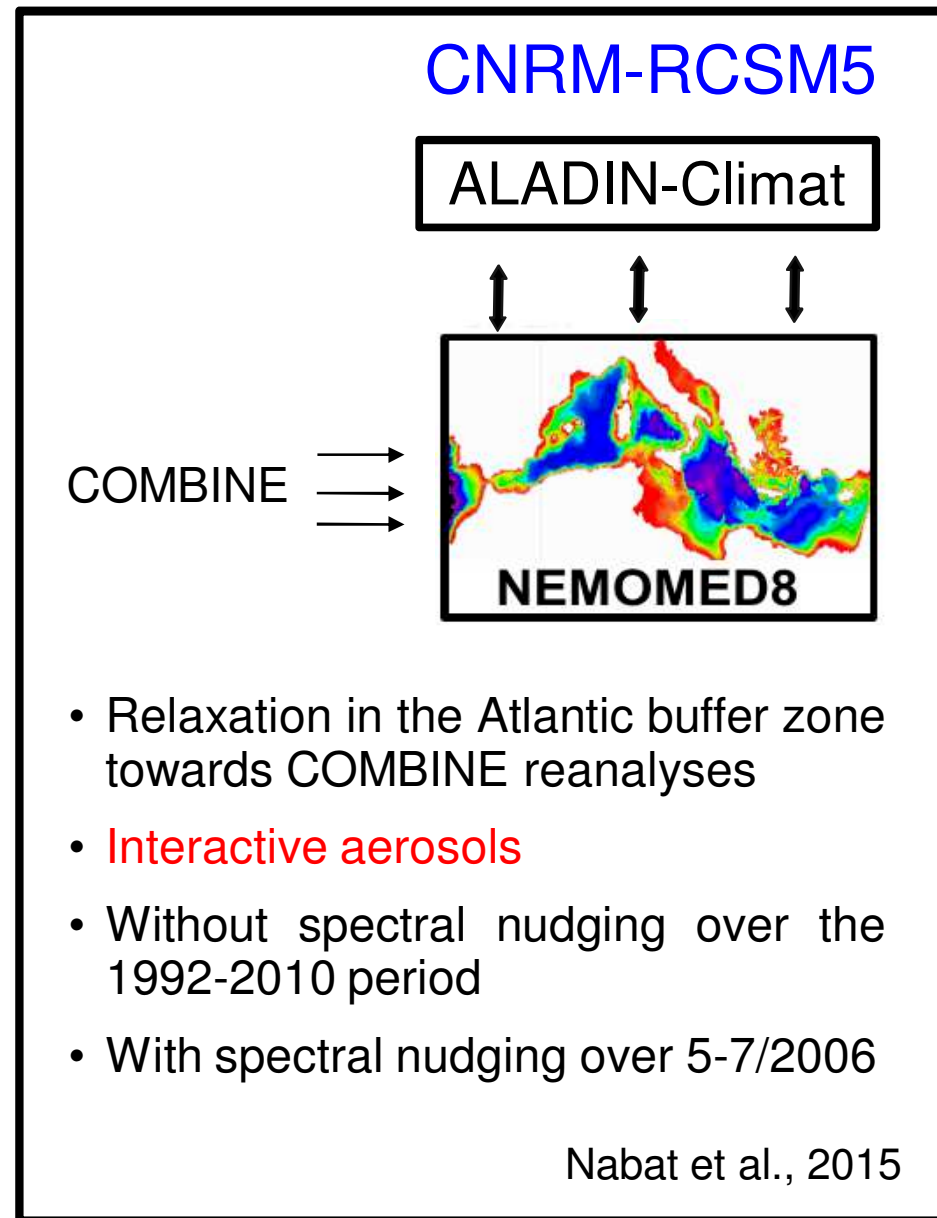 CNRM-RCSM5
ALADIN-Climat
COMBINE
NEMOMED8
• Relaxation in the Atlantic buffer zone
towards COMBINE reanalyses
• Interactive aerosols
• Without spectral nudging over the
1992-2010 period
• With spectral nudging over 5-7/2006
Nabat et al., 2015